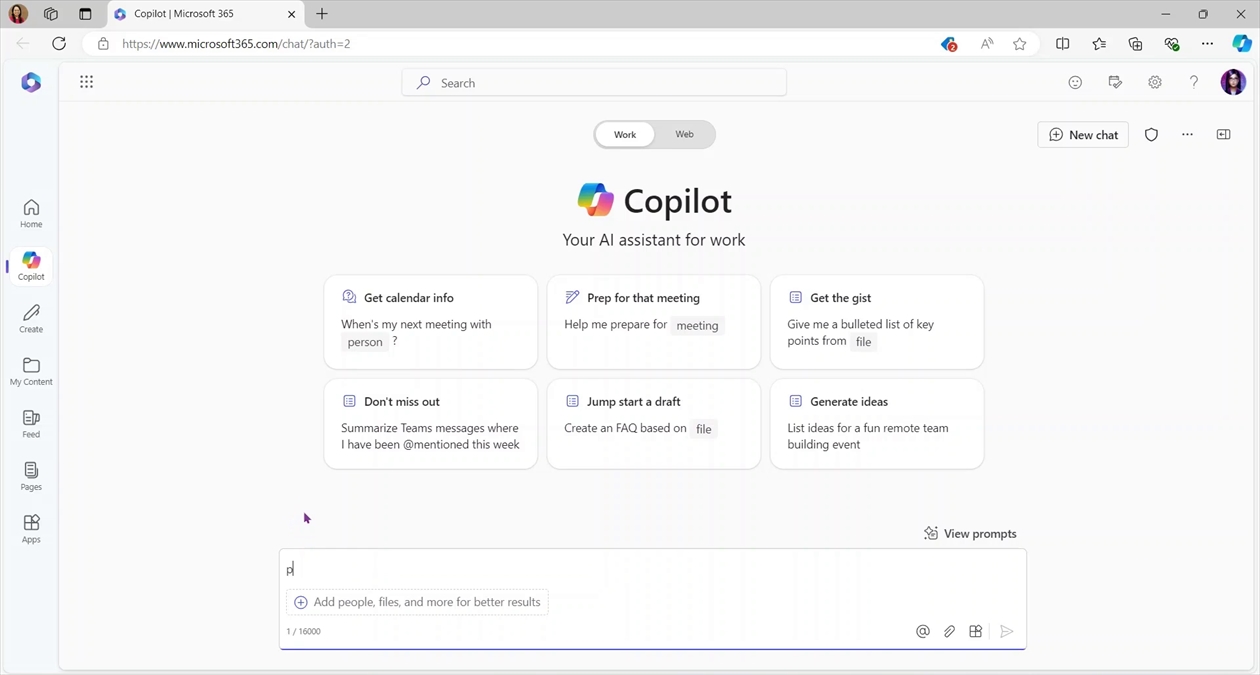 Copilot | Microsoft 365
https://www.microsoft365.com/chat/?auth=2
2
Search
Work
Web
New chat
Home
Copilot
Create
My Content
Feed
Pages
Apps
Copilot
Your AI assistant for work
Get calendar info
When's my next meeting with
person ?
Prep for that meeting
Help me prepare for meeting
Get the gist
Give me a bulleted list of key
points from file
Don't miss out
Summarize Teams messages where
I have been @mentioned this week
Jump start a draft
Create an FAQ based on file
Generate ideas
List ideas for a fun remote team
building event
View prompts
p
Add people, files, and more for better results
1 / 16000